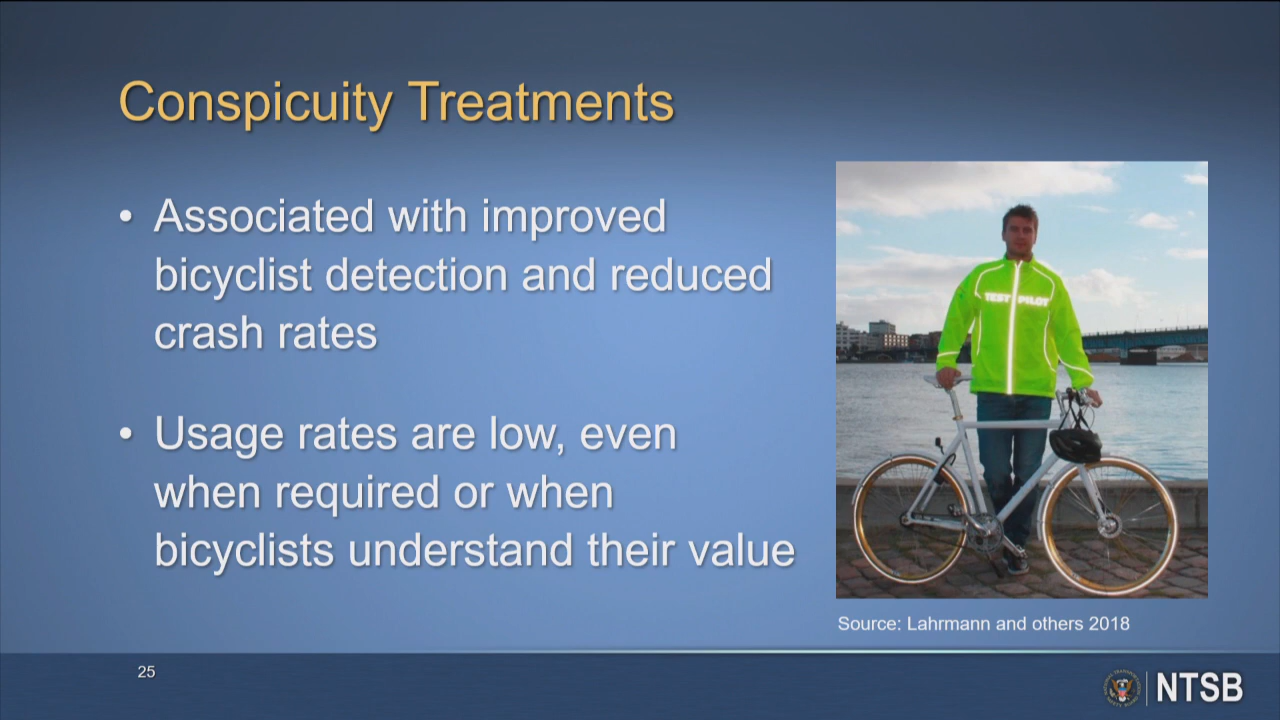 Conspicuity Treatments
• Associated with improved
bicyclist detection and reduced
crash rates
• Usage rates are low, even
when required or when
bicyclists understand their value
TEST PILOT
Source: Lahrmann and others 2018
25
NTSB